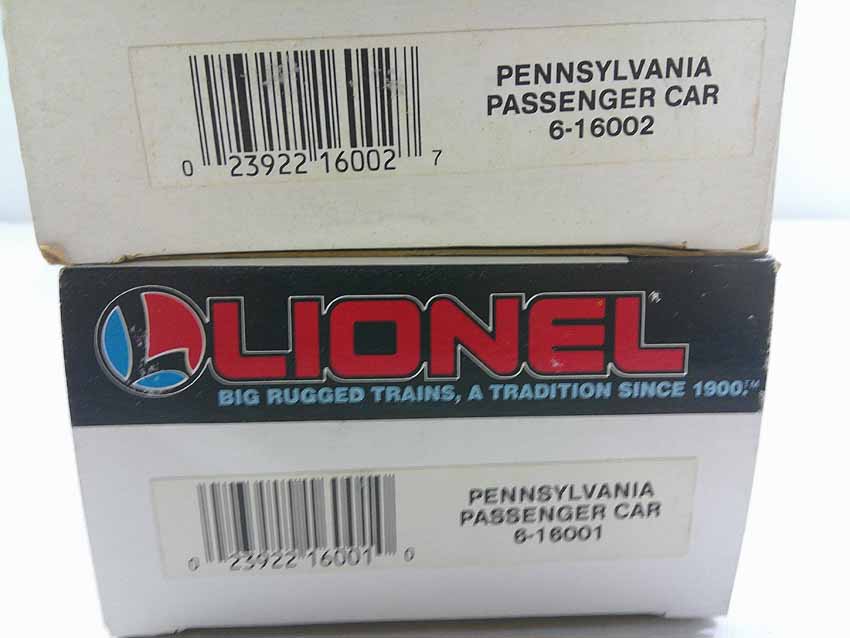 PENNSYLVANIA
PASSENGER CAR
6-16002
0 23922 16002 7
LIONEL®
BIG RUGGED TRAINS, A TRADITION SINCE 1900.™
PENNSYLVANIA
PASSENGER CAR
6-16001
0 23922 16001 0